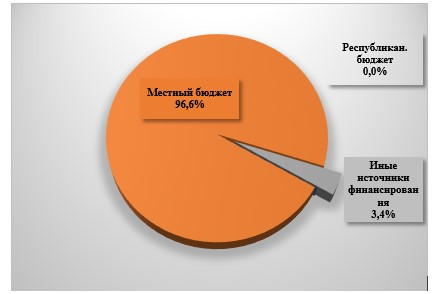 Республикан.
бюджет
0,0%
Местный бюджет
96,6%
Иные
источники
финансирован
ия
3,4%